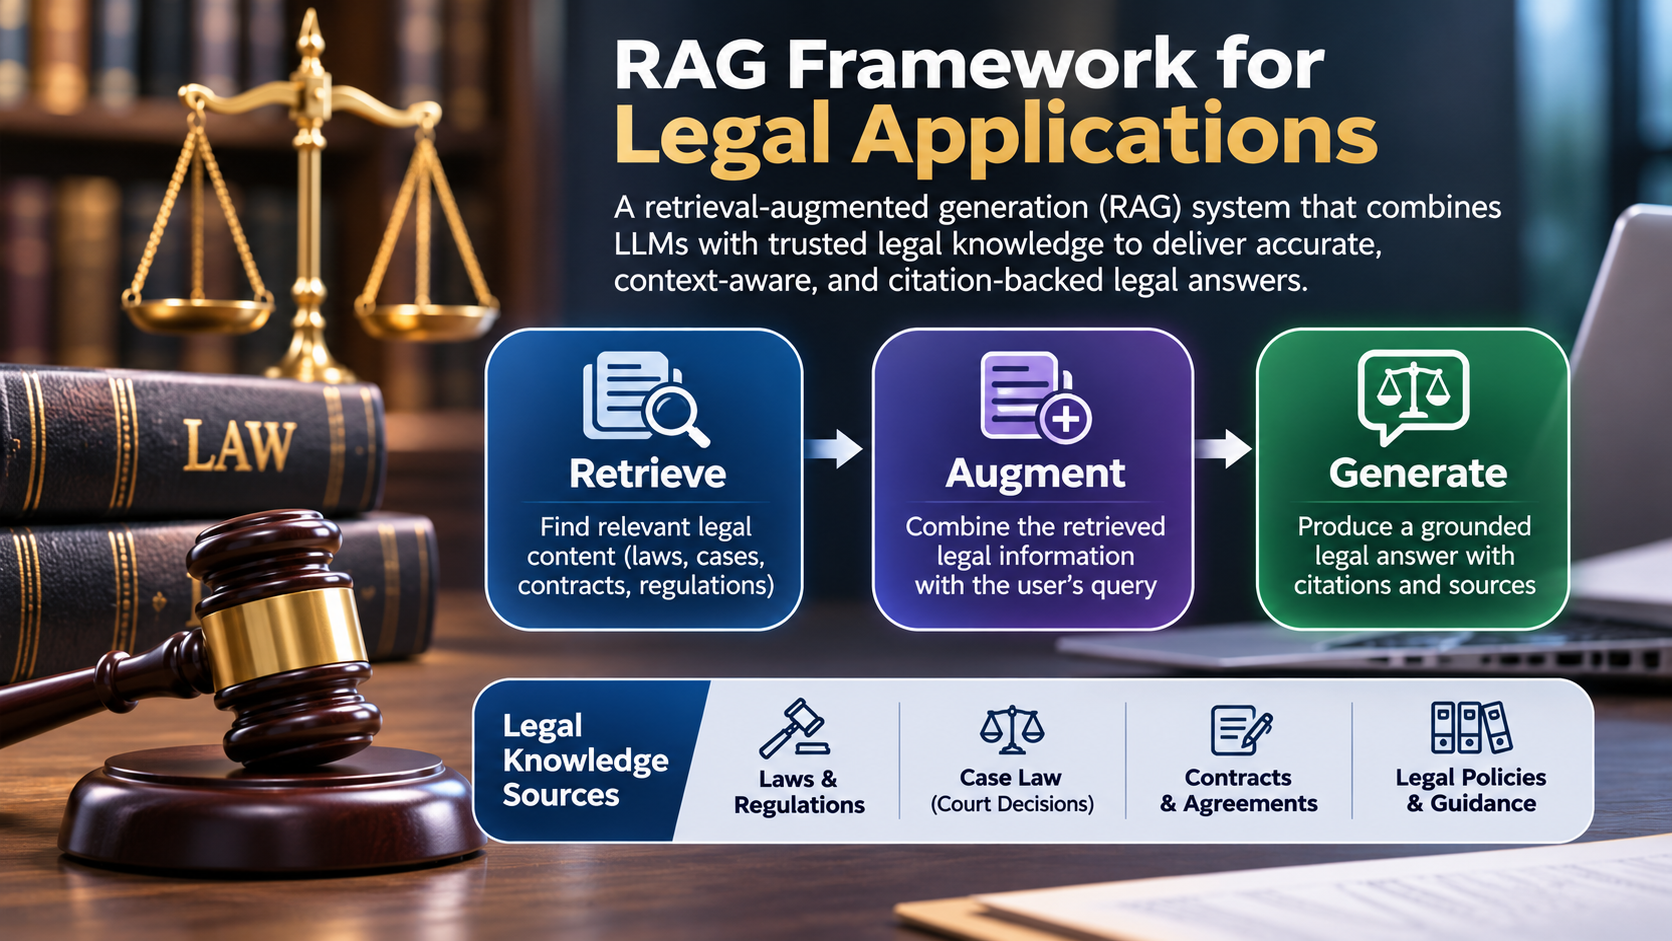 RAG Framework for
Legal Applications
A retrieval-augmented generation (RAG) system that combines
LLMs with trusted legal knowledge to deliver accurate,
context-aware, and citation-backed legal answers.
LAW
Retrieve
Find relevant legal
content (laws, cases,
contracts, regulations)
Augment
Combine the retrieved
legal information
with the user's query
Generate
Produce a grounded
legal answer with
citations and sources
Legal
Knowledge
Sources
Laws &
Regulations
Case Law
(Court Decisions)
Contracts
& Agreements
Legal Policies
& Guidance